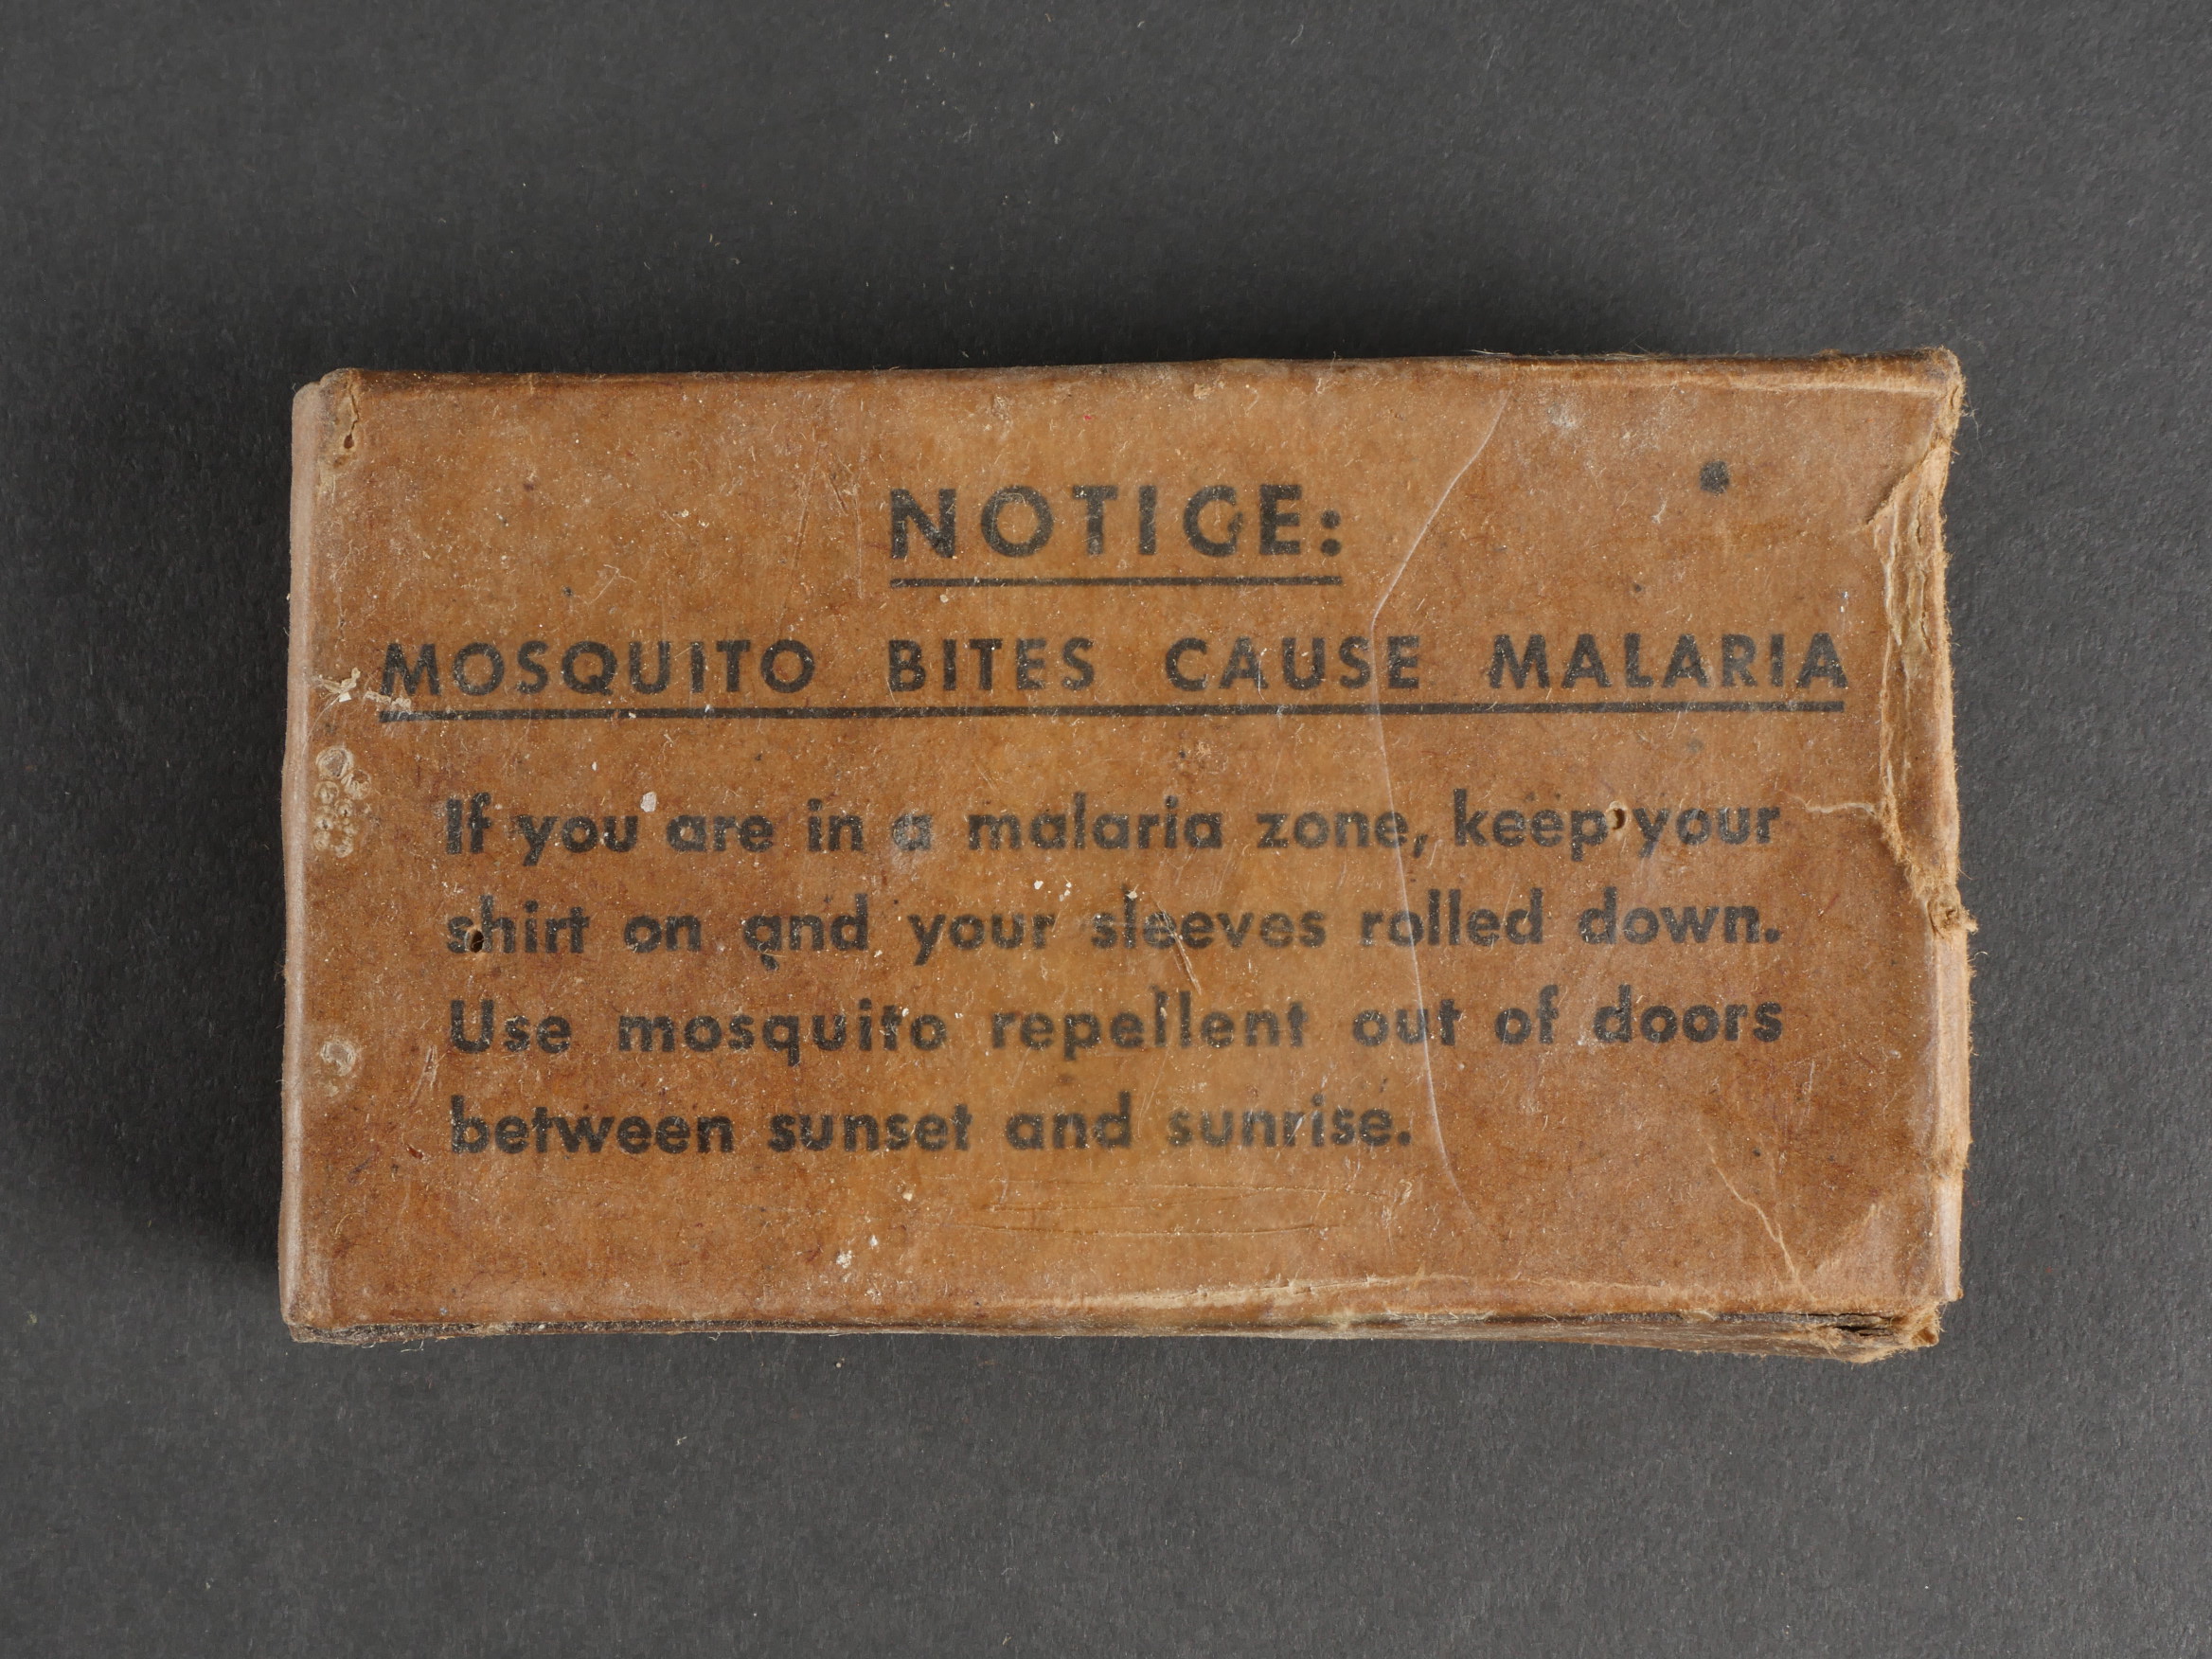 NOTICE:
MOSQUITO BITES CAUSE MALARIA
If you are in a malaria zone, keep your
shirt on and your sleeves rolled down.
Use mosquito repellent out of doors
between sunset and sunrise.